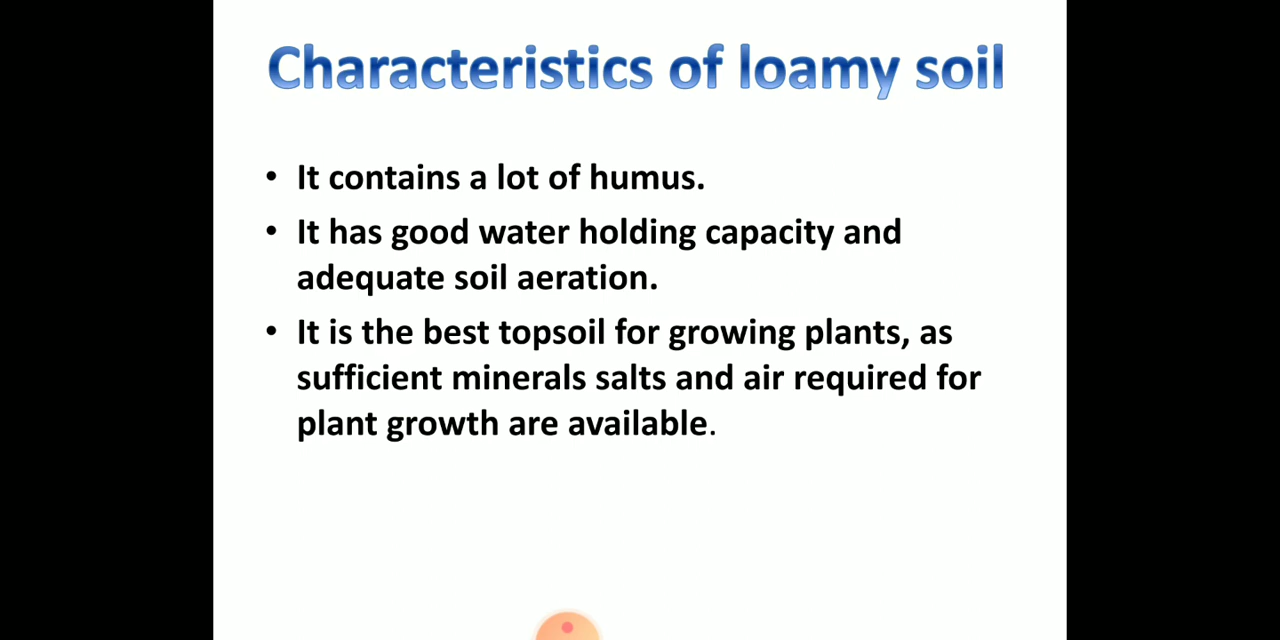 Characteristics of loamy soil
• It contains a lot of humus.
• It has good water holding capacity and
adequate soil aeration.
• It is the best topsoil for growing plants, as
sufficient minerals salts and air required for
plant growth are available.